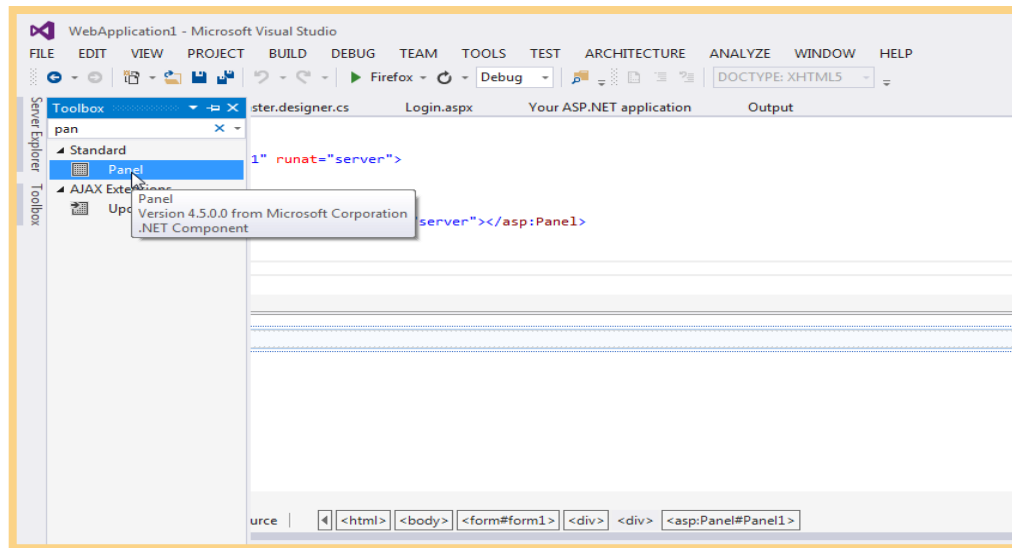 WebApplication1 - Microsoft Visual Studio
FILE EDIT VIEW PROJECT BUILD DEBUG TEAM TOOLS TEST ARCHITECTURE ANALYZE WINDOW HELP
Firefox Debug DOCTYPE: XHTML5
Server Explorer
Toolbox
Toolbox
ster.designer.cs Login.aspx Your ASP.NET application Output
pan
Standard
1" runat="server">
Panel
AJAX Extensions
Panel
Upd
Version 4.5.0.0 from Microsoft Corporation
.NET Component
server"></asp:Panel>
urce <html> <body> <form#form1> <div> <div> <asp:Panel#Panel1>